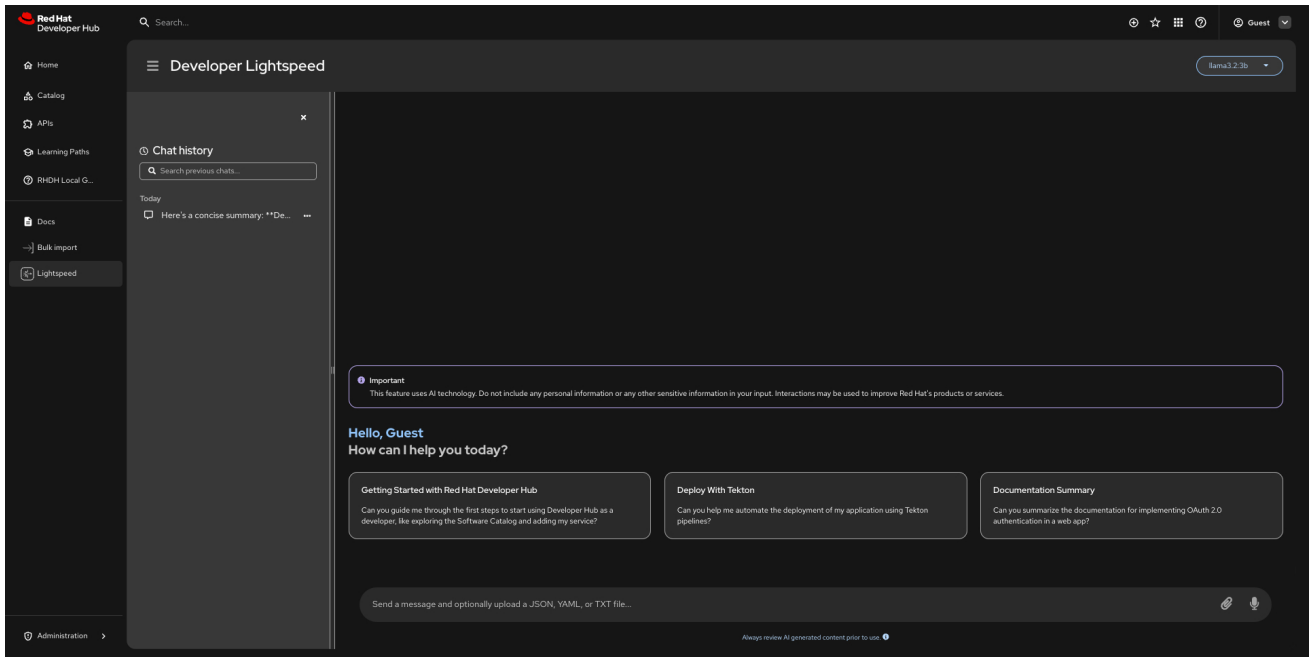 Red Hat
Developer Hub
Search...
Guest
Home
Catalog
APIs
Learning Paths
RHDH Local G...
Docs
Bulk import
Lightspeed
Administration
Developer Lightspeed
llama3.2:3b
Chat history
Search previous chats...
Today
Here's a concise summary: **De...
Important
This feature uses AI technology. Do not include any personal information or any other sensitive information in your input. Interactions may be used to improve Red Hat's products or services.
Hello, Guest
How can I help you today?
Getting Started with Red Hat Developer Hub
Can you guide me through the first steps to start using Developer Hub as a
developer, like exploring the Software Catalog and adding my service?
Deploy With Tekton
Can you help me automate the deployment of my application using Tekton
pipelines?
Documentation Summary
Can you summarize the documentation for implementing OAuth 2.0
authentication in a web app?
Send a message and optionally upload a JSON, YAML, or TXT file...
Always review AI generated content prior to use.